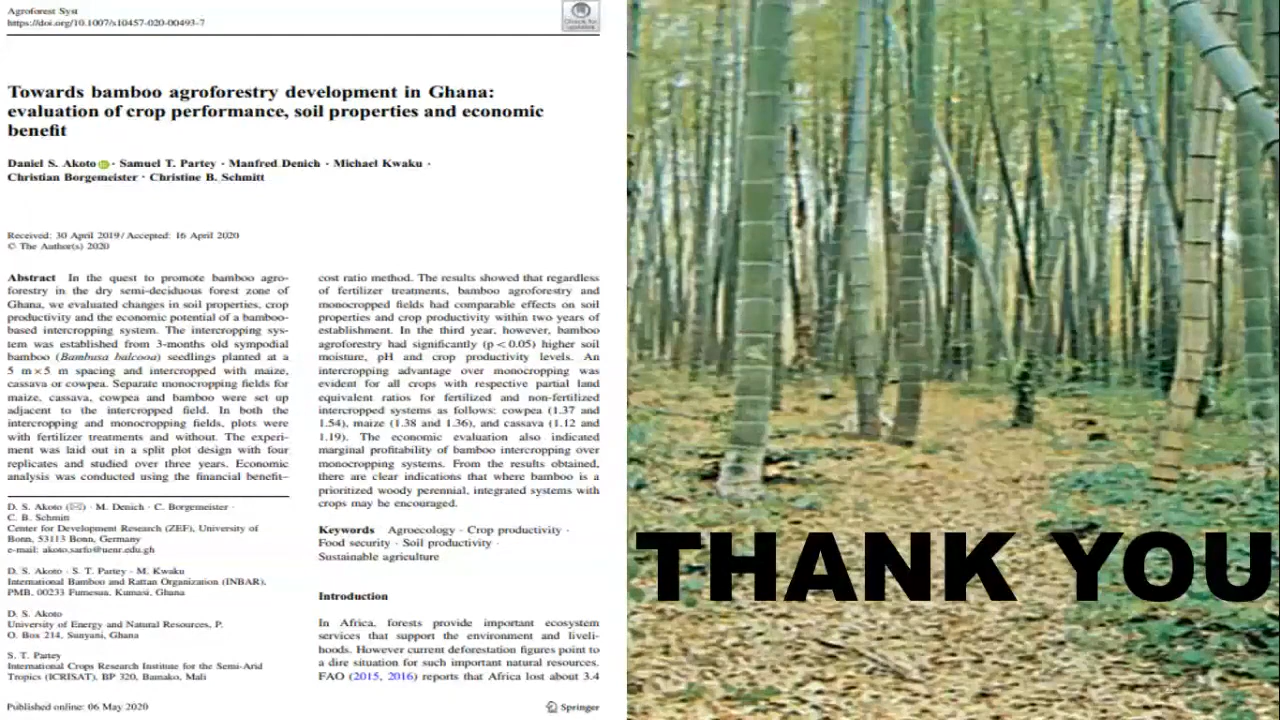 Agroforest Syst
https://doi.org/10.1007/s10457-020-00493-7
Check for
updates
Towards bamboo agroforestry development in Ghana:
evaluation of crop performance, soil properties and economic
benefit
Daniel S. Akoto · Samuel T. Partey · Manfred Denich · Michael Kwaku ·
Christian Borgemeister · Christine B. Schmitt
Received: 30 April 2019 / Accepted: 16 April 2020
© The Author(s) 2020
Abstract In the quest to promote bamboo agro-
forestry in the dry semi-deciduous forest zone of
Ghana, we evaluated changes in soil properties, crop
productivity and the economic potential of a bamboo-
based intercropping system. The intercropping sys-
tem was established from 3-months old sympodial
bamboo (Bambusa balcooa) seedlings planted at a
5 m × 5 m spacing and intercropped with maize,
cassava or cowpea. Separate monocropping fields for
maize, cassava, cowpea and bamboo were set up
adjacent to the intercropped field. In both the
intercropping and monocropping fields, plots were
with fertilizer treatments and without. The experi-
ment was laid out in a split plot design with four
replicates and studied over three years. Economic
analysis was conducted using the financial benefit–
D. S. Akoto (✉) · M. Denich · C. Borgemeister ·
C. B. Schmitt
Center for Development Research (ZEF), University of
Bonn, 53113 Bonn, Germany
e-mail: akoto.sarfo@uenr.edu.gh
D. S. Akoto · S. T. Partey · M. Kwaku
International Bamboo and Rattan Organization (INBAR),
PMB, 00233 Fumesua, Kumasi, Ghana
D. S. Akoto
University of Energy and Natural Resources, P.
O. Box 214, Sunyani, Ghana
S. T. Partey
International Crops Research Institute for the Semi-Arid
Tropics (ICRISAT), BP 320, Bamako, Mali
Published online: 06 May 2020
cost ratio method. The results showed that regardless
of fertilizer treatments, bamboo agroforestry and
monocropped fields had comparable effects on soil
properties and crop productivity within two years of
establishment. In the third year, however, bamboo
agroforestry had significantly (p < 0.05) higher soil
moisture, pH and crop productivity levels. An
intercropping advantage over monocropping was
evident for all crops with respective partial land
equivalent ratios for fertilized and non-fertilized
intercropped systems as follows: cowpea (1.37 and
1.54), maize (1.38 and 1.36), and cassava (1.12 and
1.19). The economic evaluation also indicated
marginal profitability of bamboo intercropping over
monocropping systems. From the results obtained,
there are clear indications that where bamboo is a
prioritized woody perennial, integrated systems with
crops may be encouraged.
Keywords Agroecology · Crop productivity ·
Food security · Soil productivity ·
Sustainable agriculture
Introduction
In Africa, forests provide important ecosystem
services that support the environment and liveli-
hoods. However current deforestation figures point to
a dire situation for such important natural resources.
FAO (2015, 2016) reports that Africa lost about 3.4
Springer
THANK YOU